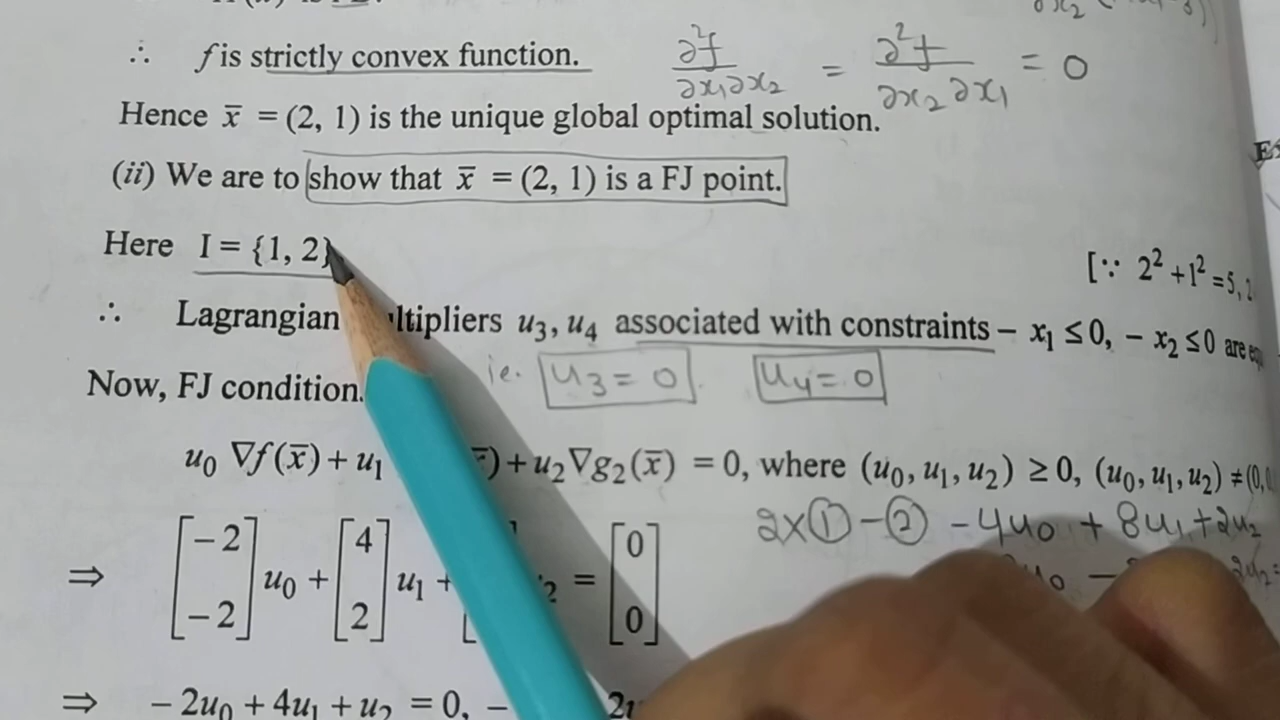 ∴ f is strictly convex function. ∂²f/∂x₁∂x₂ = ∂²f/∂x₂∂x₁ = 0
Hence x̄ = (2, 1) is the unique global optimal solution.
(ii) We are to show that x̄ = (2, 1) is a FJ point.
Here I = {1, 2}
[∵ 2² + 1² = 5, 2
∴ Lagrangian u₃, u₄ associated with constraints – x₁ ≤ 0, – x₂ ≤ 0 are
i.e. u₃ = 0 u₄ = 0
Now, FJ condition.
u₀ ∇f(x̄) + u₁ + u₂∇g₂(x̄) = 0, where (u₀, u₁, u₂) ≥ 0, (u₀, u₁, u₂) ≠ (0,
2×① – ② – 4u₀ + 8u₁ + 2u₂
⇒ [–2 –2] u₀ + [4 2] u₁ + [ ₂ = [0 0]
⇒ – 2u₀ + 4u₁ + u₂ = 0, –